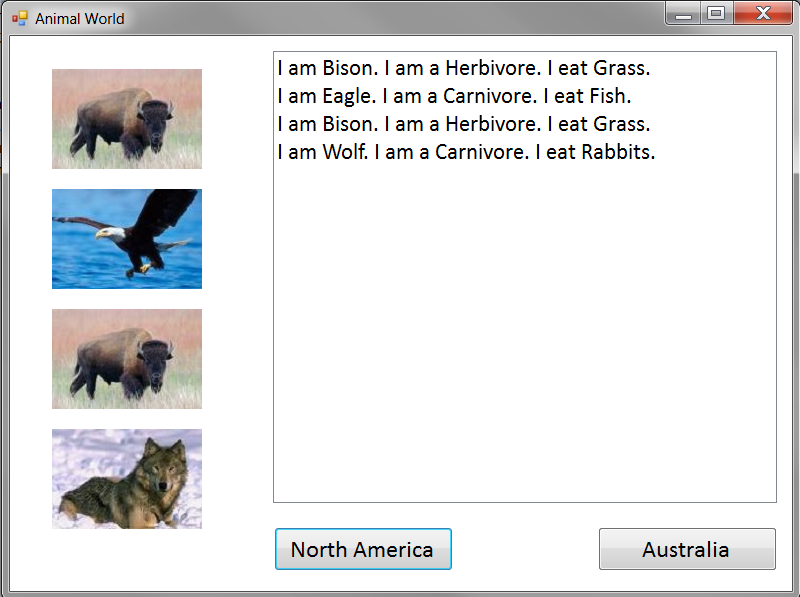 Animal World
I am Bison. I am a Herbivore. I eat Grass.
I am Eagle. I am a Carnivore. I eat Fish.
I am Bison. I am a Herbivore. I eat Grass.
I am Wolf. I am a Carnivore. I eat Rabbits.
North America
Australia